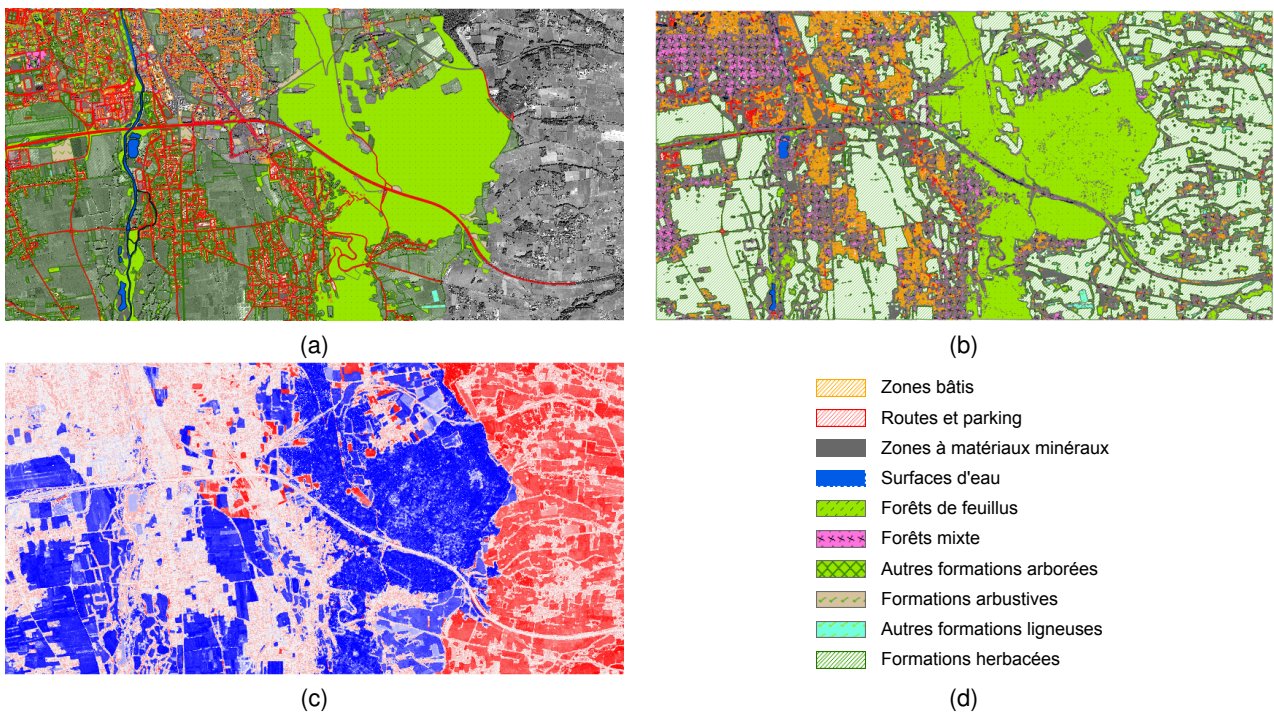 (a)
(b)
(c)
Zones bâtis
Routes et parking
Zones à matériaux minéraux
Surfaces d'eau
Forêts de feuillus
Forêts mixte
Autres formations arborées
Formations arbustives
Autres formations ligneuses
Formations herbacées
(d)